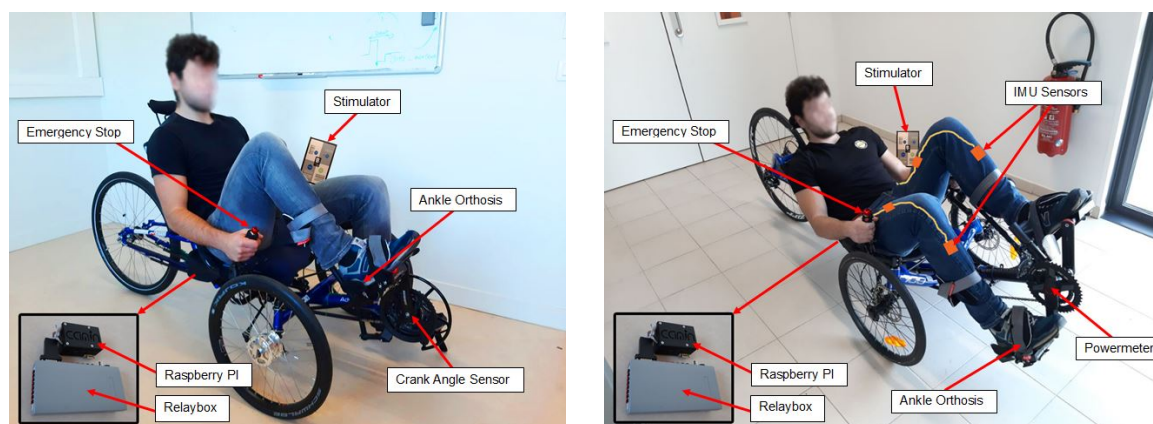 Stimulator
Emergency Stop
Ankle Orthosis
Raspberry PI
Crank Angle Sensor
Relaybox
Stimulator
IMU Sensors
Emergency Stop
Powermeter
Raspberry PI
Ankle Orthosis
Relaybox